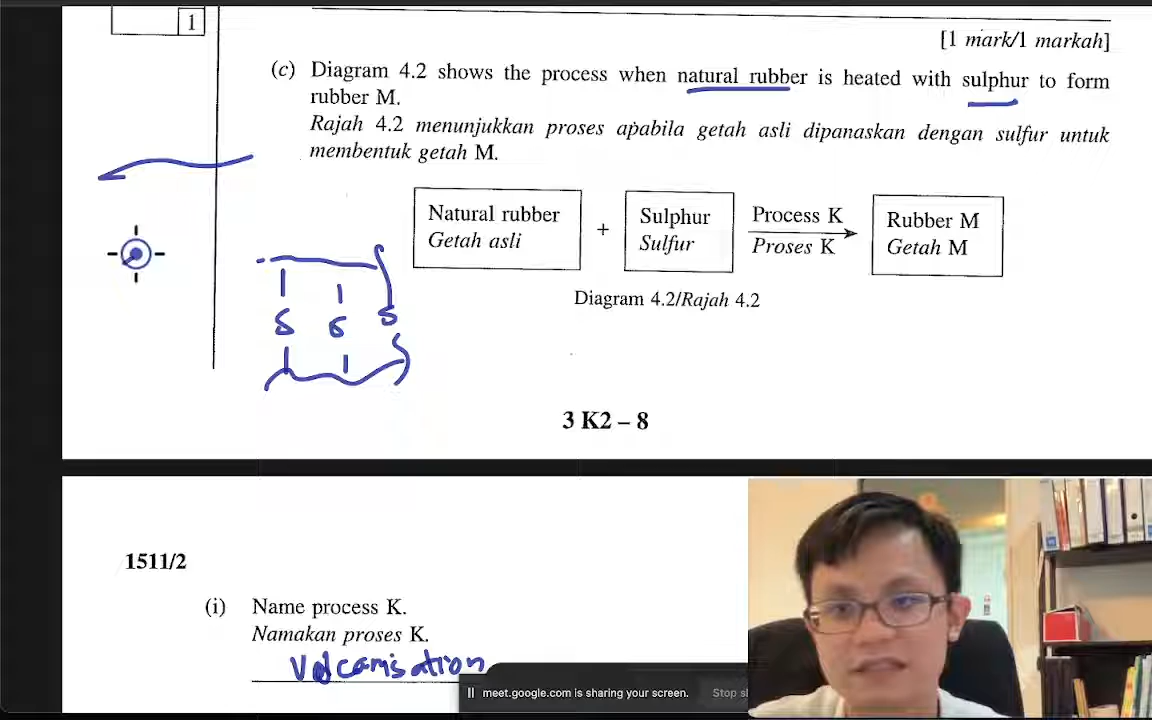 1
[1 mark/1 markah]
(c) Diagram 4.2 shows the process when natural rubber is heated with sulphur to form
rubber M.
Rajah 4.2 menunjukkan proses apabila getah asli dipanaskan dengan sulfur untuk
membentuk getah M.
Natural rubber
Getah asli
+
Sulphur
Sulfur
Process K
Proses K
Rubber M
Getah M
Diagram 4.2/Rajah 4.2
S S S
3 K2 – 8
1511/2
(i) Name process K.
Namakan proses K.
meet.google.com is sharing your screen.